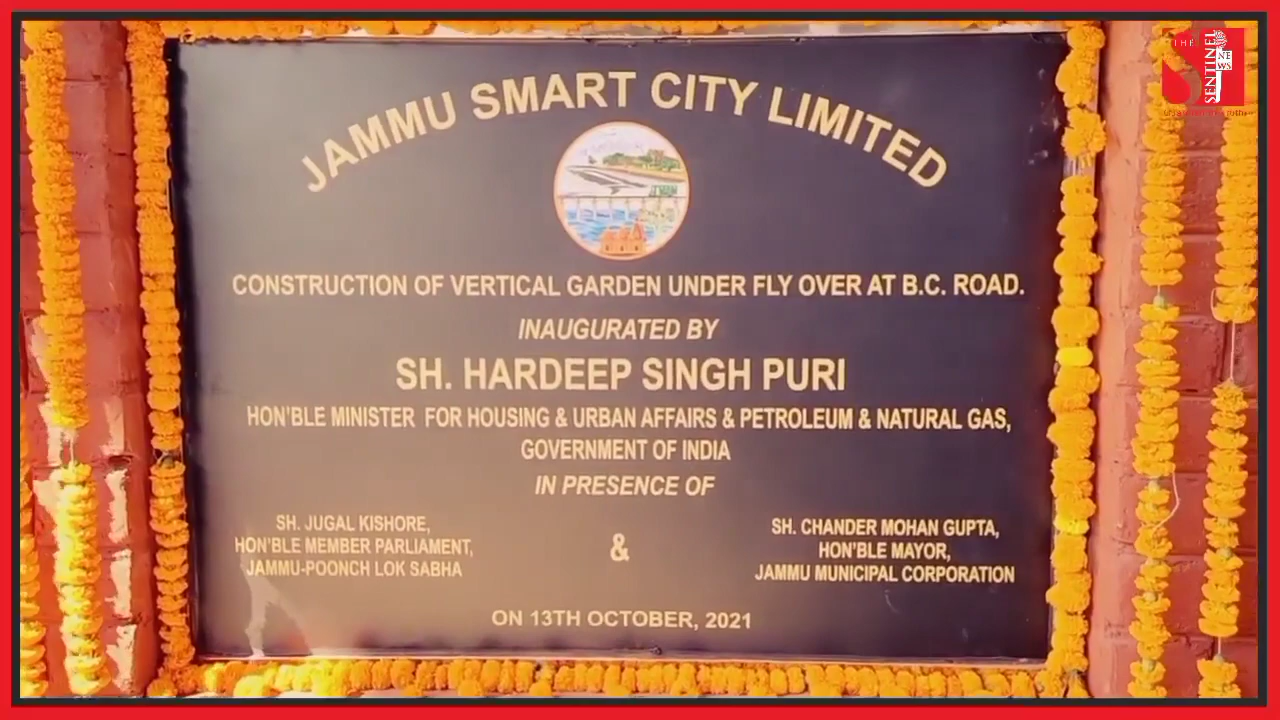 JAMMU SMART CITY LIMITED
CONSTRUCTION OF VERTICAL GARDEN UNDER FLY OVER AT B.C. ROAD.
INAUGURATED BY
SH. HARDEEP SINGH PURI
HON'BLE MINISTER FOR HOUSING & URBAN AFFAIRS & PETROLEUM & NATURAL GAS,
GOVERNMENT OF INDIA
IN PRESENCE OF
SH. JUGAL KISHORE,
HON'BLE MEMBER PARLIAMENT,
JAMMU-POONCH LOK SABHA
&
SH. CHANDER MOHAN GUPTA,
HON'BLE MAYOR,
JAMMU MUNICIPAL CORPORATION
ON 13TH OCTOBER, 2021
THE
SENTINEL
NEWS